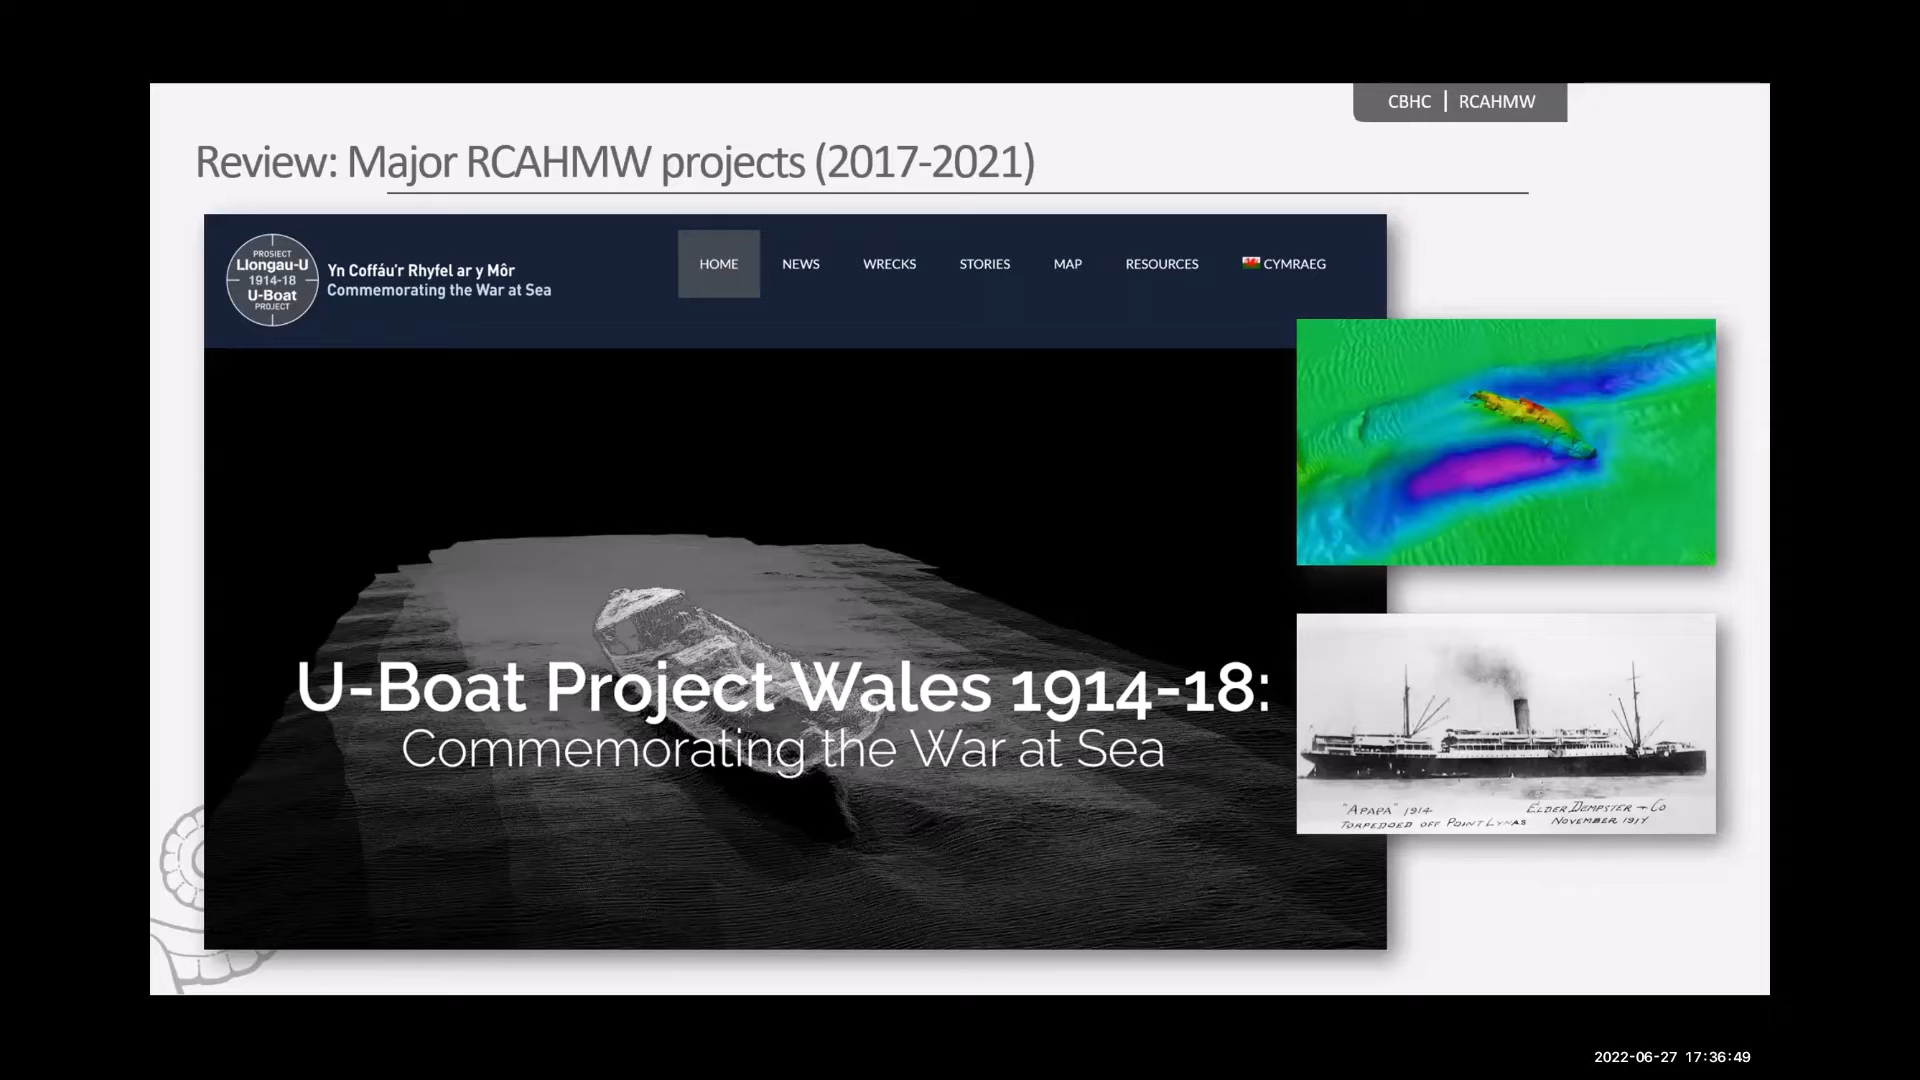 CBHC | RCAHMW
Review: Major RCAHMW projects (2017-2021)
PROSIECT
Llongau-U
1914-18
U-Boat
PROJECT
Yn Coffáu'r Rhyfel ar y Môr
Commemorating the War at Sea
HOME NEWS WRECKS STORIES MAP RESOURCES CYMRAEG
U-Boat Project Wales 1914-18:
Commemorating the War at Sea
"APAPA" 1914 ELDER DEMPSTER + Co
TORPEDOED OFF POINT LYNAS NOVEMBER 1917
2022-06-27 17:36:49